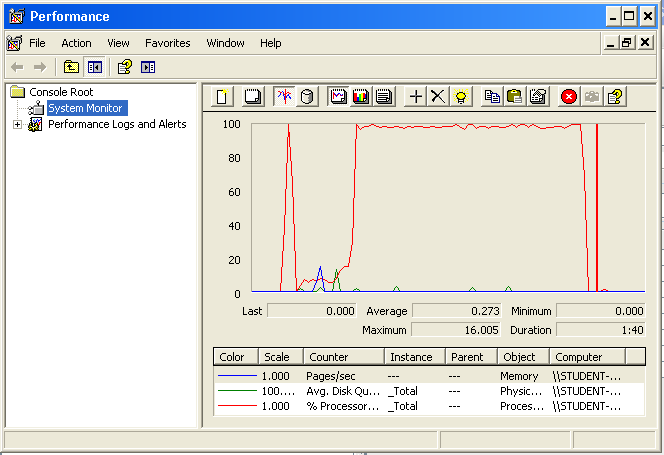 Performance
File Action View Favorites Window Help
Console Root
System Monitor
Performance Logs and Alerts
100
80
60
40
20
0
Last 0.000 Average 0.273 Minimum 0.000
Maximum 16.005 Duration 1:40
Color Scale Counter Instance Parent Object Computer
1.000 Pages/sec --- --- Memory \\STUDENT-...
100.... Avg. Disk Qu... _Total --- Physic... \\STUDENT-...
1.000 % Processor... _Total --- Proces... \\STUDENT-...